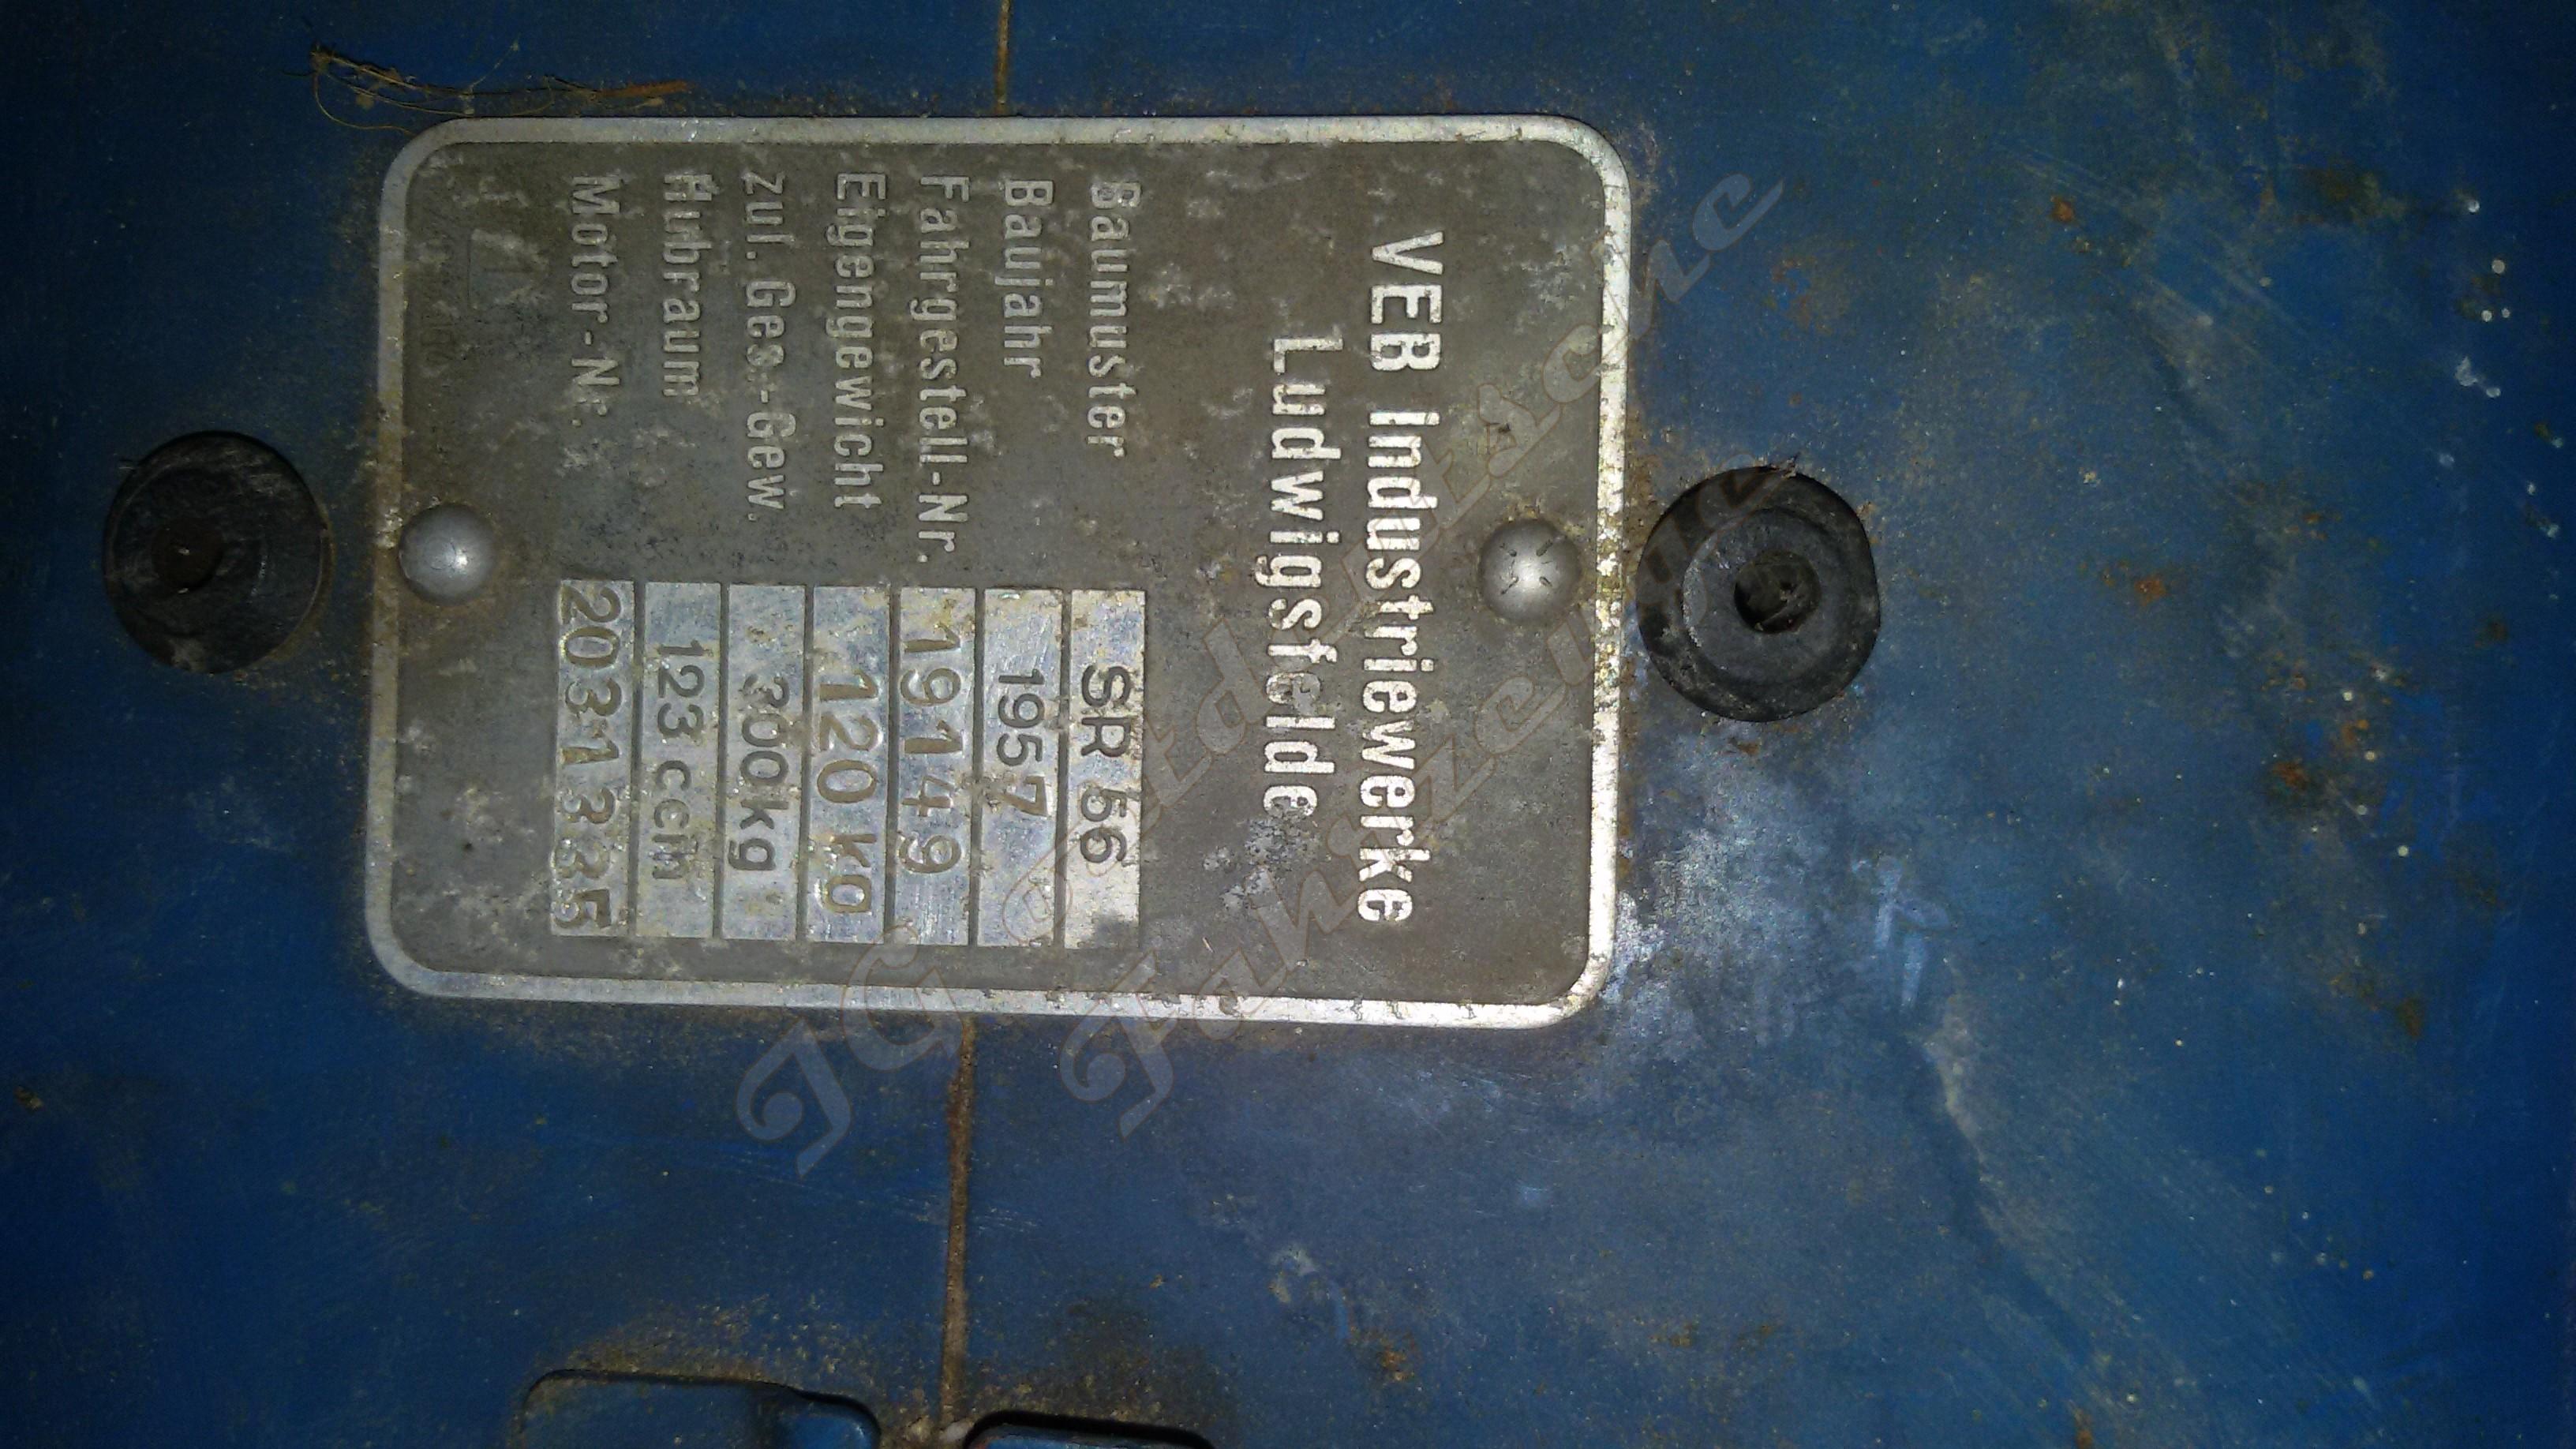 VEB Industriewerke
Ludwigsfelde
Baumuster SR 56
Baujahr 1957
Fahrgestell-Nr. 19149
Eigengewicht 120 kg
Zul. Ges.-Gew. 300kg
Hubraum 123 ccm
Motor-Nr. 2031335